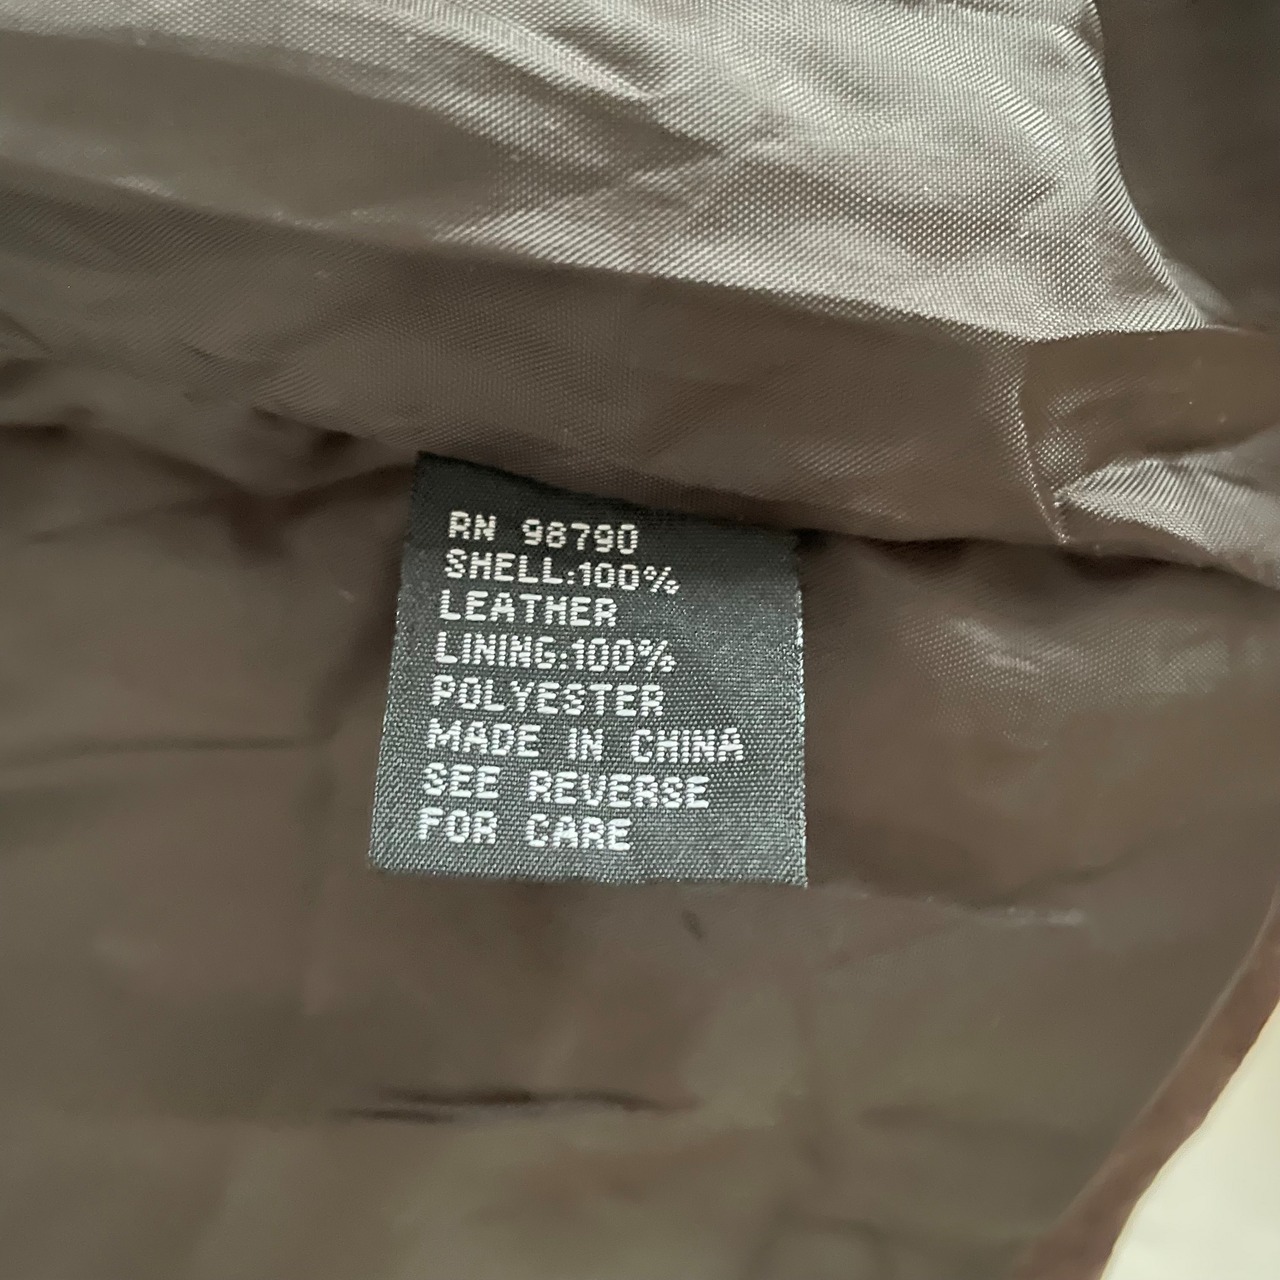 RN 98790
SHELL:100%
LEATHER
LINING:100%
POLYESTER
MADE IN CHINA
SEE REVERSE
FOR CARE